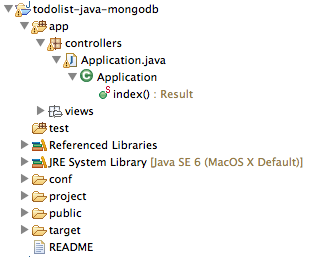 todolist-java-mongodb
app
controllers
Application.java
Application
index() : Result
views
test
Referenced Libraries
JRE System Library [Java SE 6 (MacOS X Default)]
conf
project
public
target
README